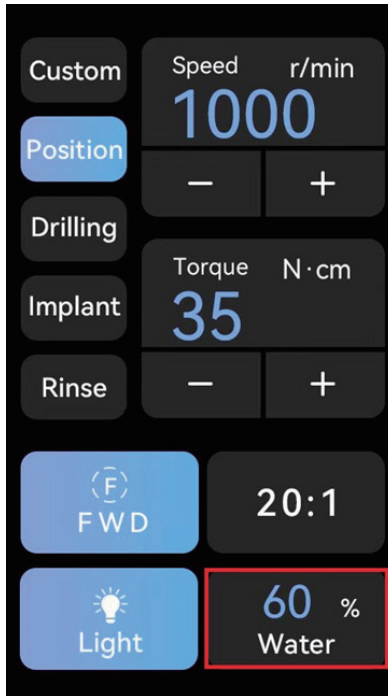 Custom
Position
Drilling
Implant
Rinse
Speed r/min
1000
− +
Torque N·cm
35
− +
F
FWD
20:1
Light
60 %
Water